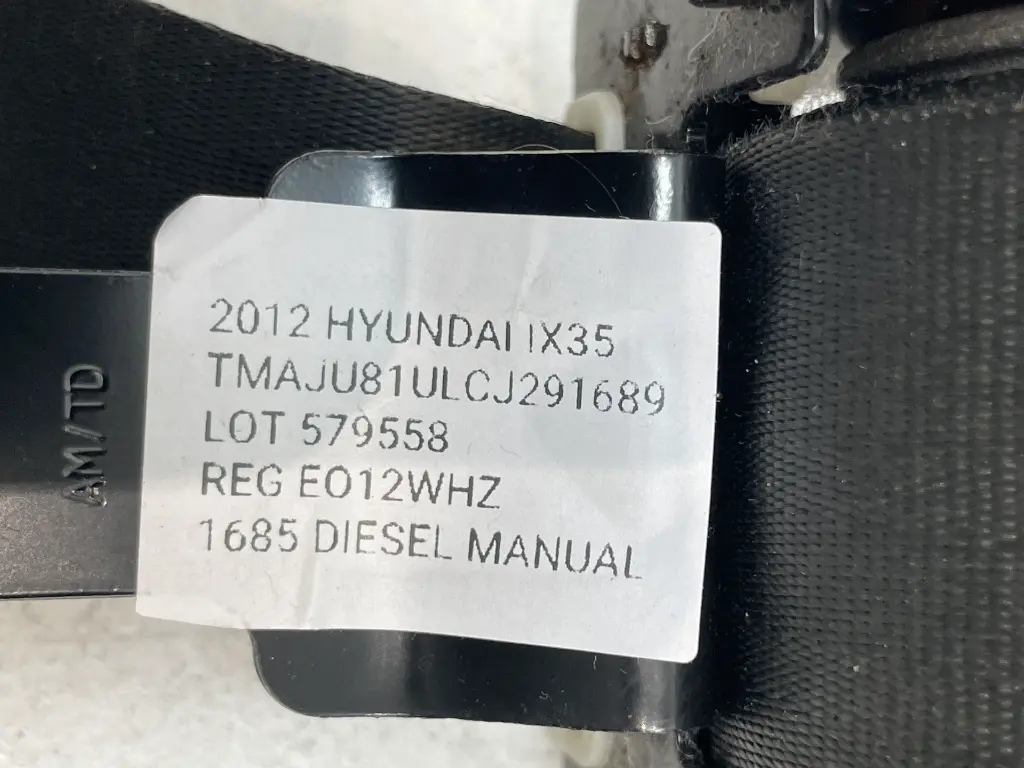 2012 HYUNDAI IX35
TMAJU81ULCJ291689
LOT 579558
REG EO12WHZ
1685 DIESEL MANUAL
AM/TD